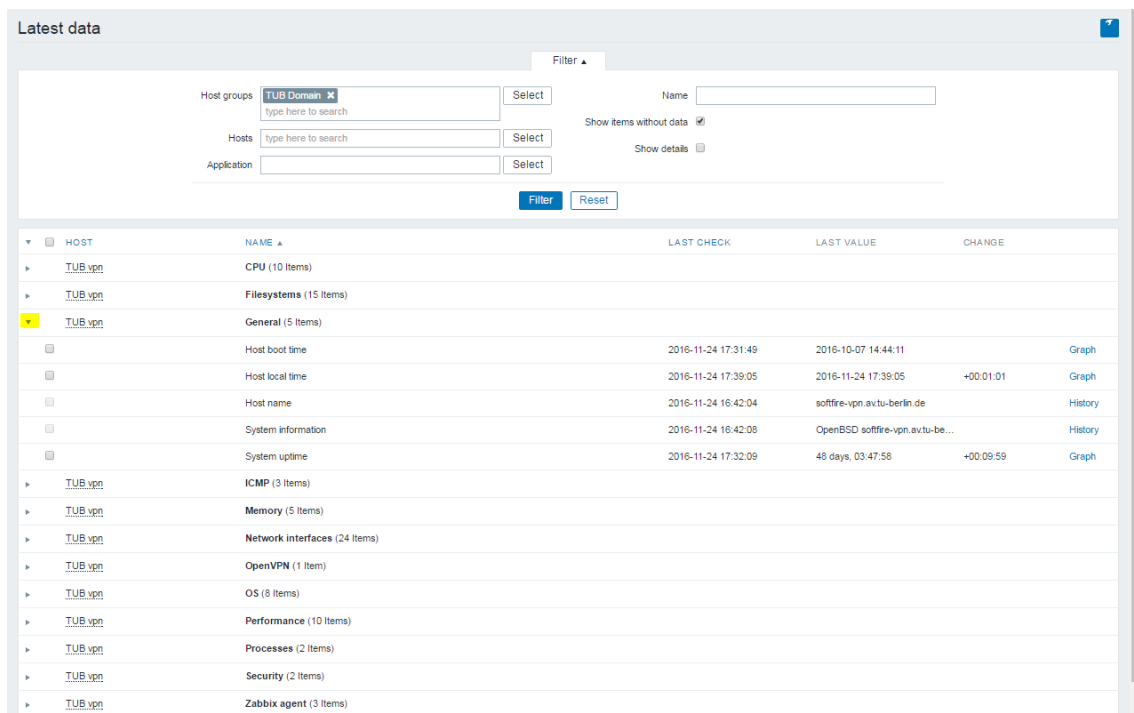 Latest data
Filter ▲
Host groups TUB Domain ✖ Select Name
type here to search
Show items without data
Hosts type here to search Select
Show details
Application Select
Filter Reset
HOST NAME ▲ LAST CHECK LAST VALUE CHANGE
TUB vpn CPU (10 Items)
TUB vpn Filesystems (15 Items)
TUB vpn General (5 Items)
Host boot time 2016-11-24 17:31:49 2016-10-07 14:44:11 Graph
Host local time 2016-11-24 17:39:05 2016-11-24 17:39:05 +00:01:01 Graph
Host name 2016-11-24 16:42:04 softfire-vpn.av.tu-berlin.de History
System information 2016-11-24 16:42:08 OpenBSD softfire-vpn.av.tu-be... History
System uptime 2016-11-24 17:32:09 48 days, 03:47:58 +00:09:59 Graph
TUB vpn ICMP (3 Items)
TUB vpn Memory (5 Items)
TUB vpn Network interfaces (24 Items)
TUB vpn OpenVPN (1 Item)
TUB vpn OS (8 Items)
TUB vpn Performance (10 Items)
TUB vpn Processes (2 Items)
TUB vpn Security (2 Items)
TUB vpn Zabbix agent (3 Items)